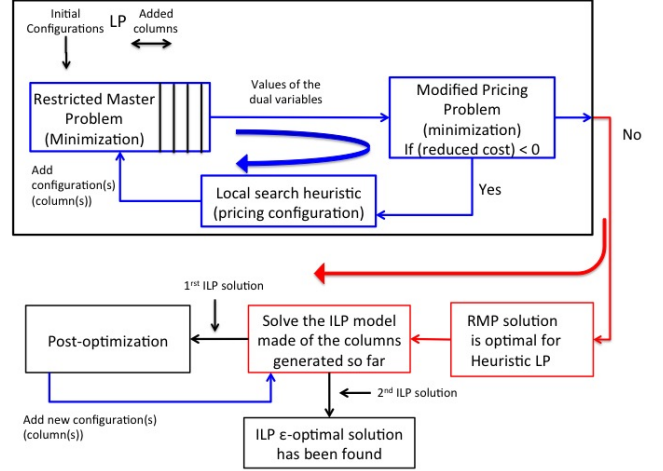 Initial
Configurations
LP
Added
columns
Restricted Master
Problem
(Minimization)
Values of the
dual variables
Modified Pricing
Problem
(minimization)
If (reduced cost) < 0
No
Yes
Add
configuration(s)
(column(s))
Local search heuristic
(pricing configuration)
1rst ILP solution
Post-optimization
Solve the ILP model
made of the columns
generated so far
RMP solution
is optimal for
Heuristic LP
2nd ILP solution
Add new configuration(s)
(column(s))
ILP ε-optimal solution
has been found